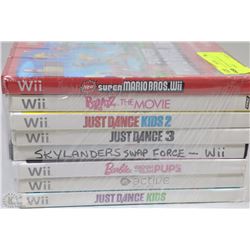 Wii NEW SUPER MARIO BROS. Wii
Wii Bratz THE MOVIE
Wii JUST DANCE KIDS 2
Wii JUST DANCE 3
SKYLANDERS SWAP FORCE - Wii
Wii Barbie PUPS
Wii active
Wii JUST DANCE KIDS